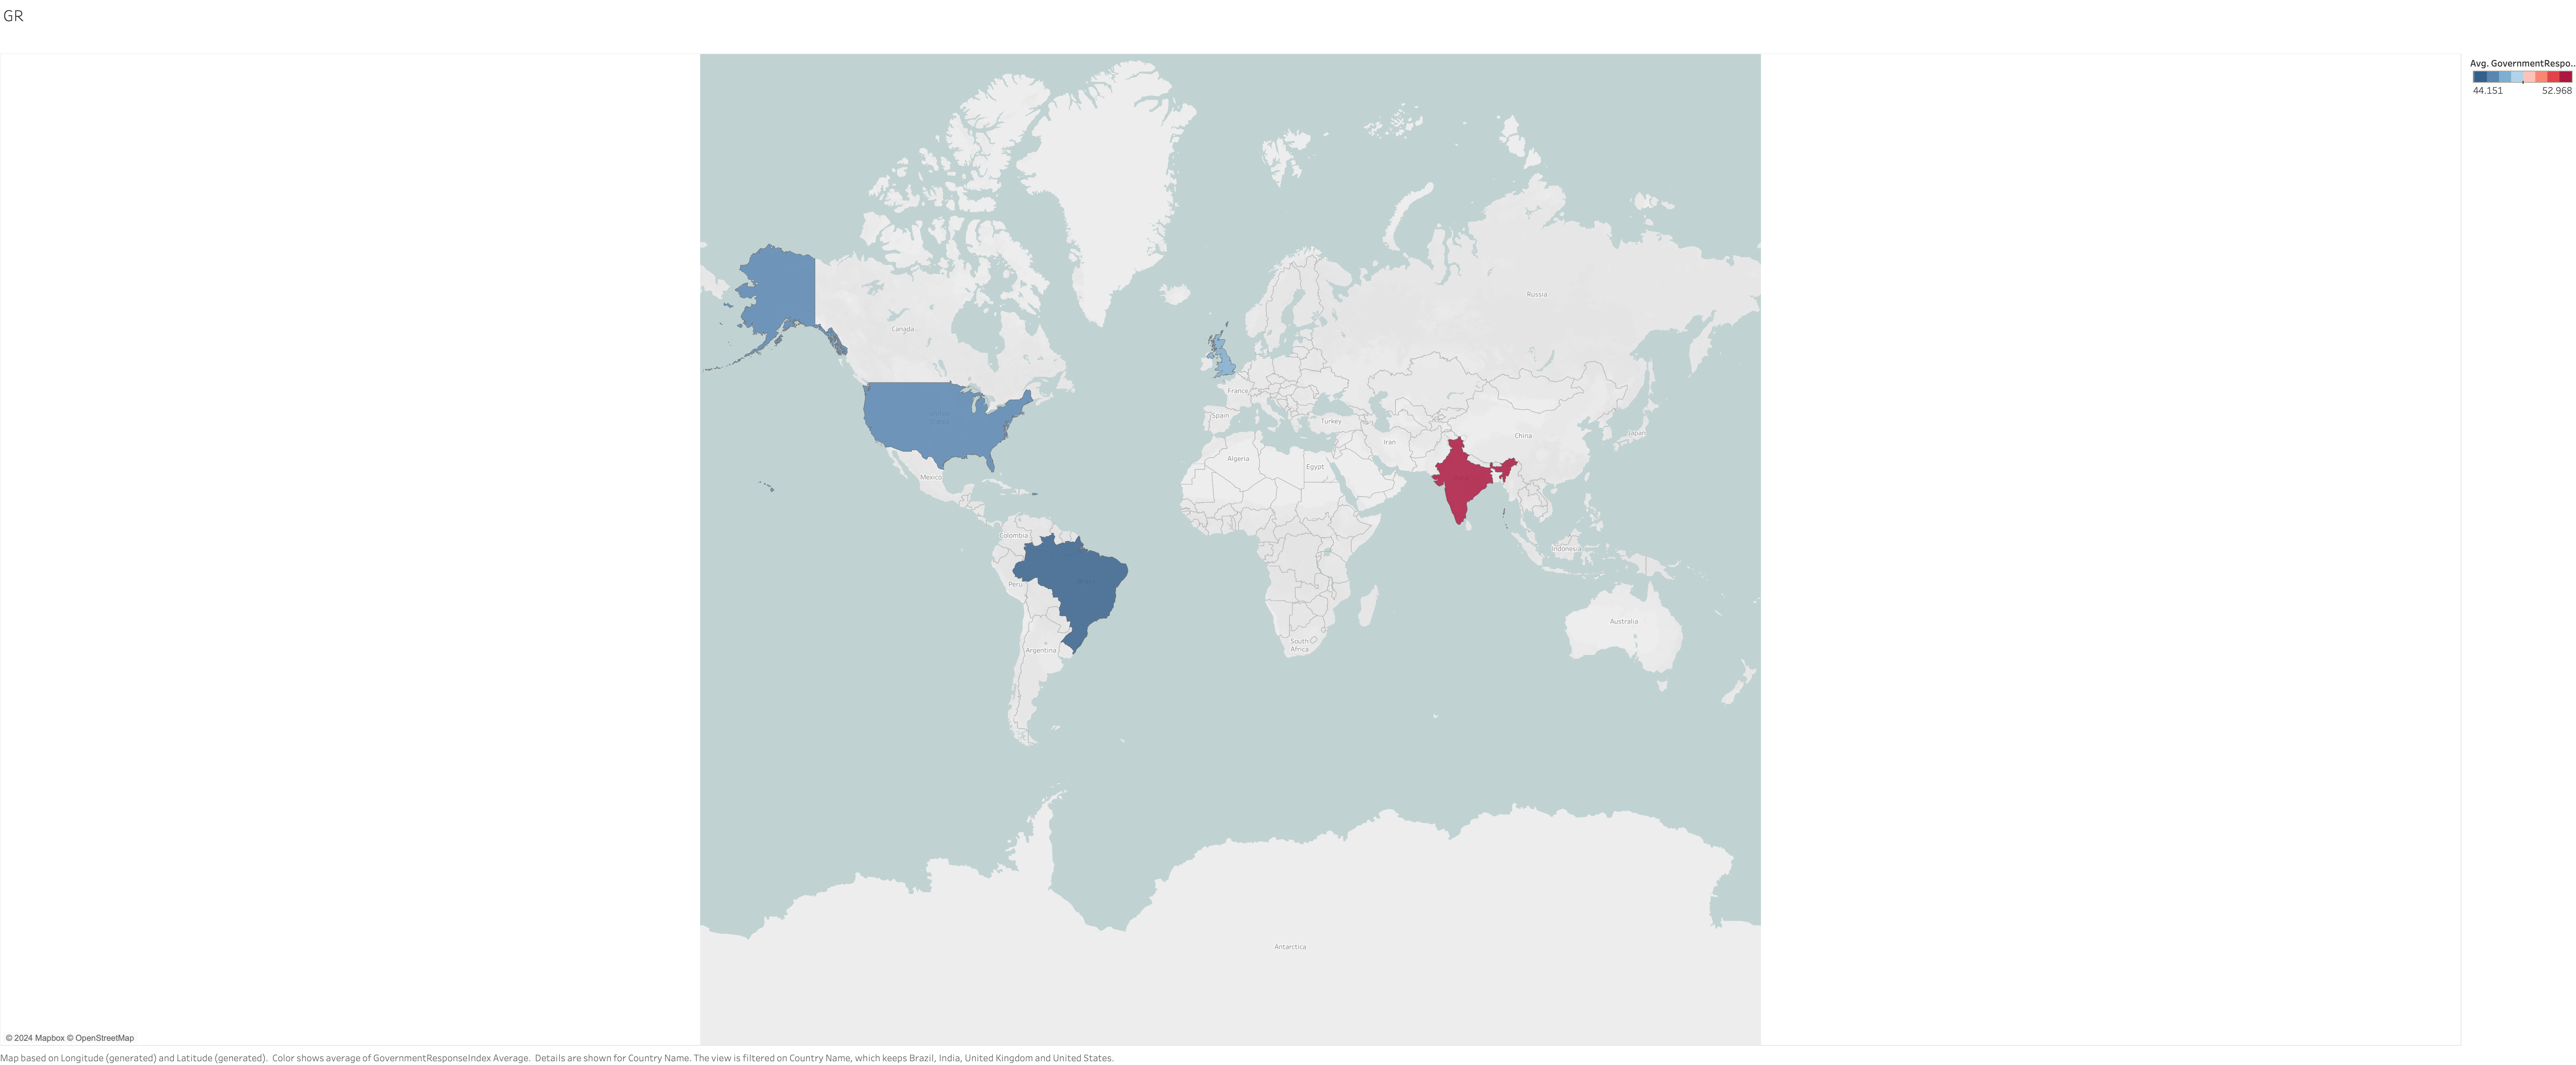 GR
Avg. GovernmentRespo..
44.151 52.968
Russia
Canada
France
Spain
Turkey
Japan
China
Iran
Algeria
Egypt
Mexico
Colombia
Indonesia
Peru
Australia
South
Africa
Argentina
Antarctica
© 2024 Mapbox © OpenStreetMap
Map based on Longitude (generated) and Latitude (generated).  Color shows average of GovernmentResponseIndex Average.  Details are shown for Country Name. The view is filtered on Country Name, which keeps Brazil, India, United Kingdom and United States.